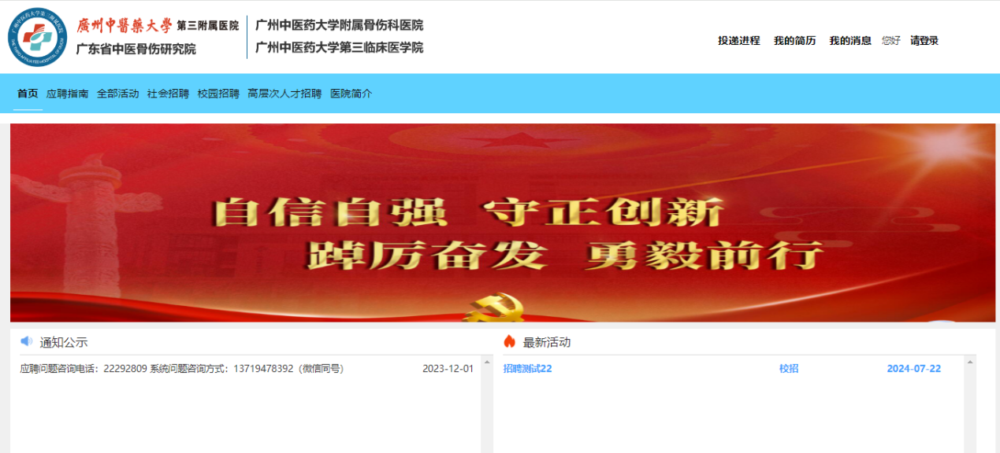 廣州中醫藥大學 第三附属医院
广东省中医骨伤研究院
广州中医药大学附属骨伤科医院
广州中医药大学第三临床医学院
投递进程 我的简历 我的消息 您好 请登录
首页 应聘指南 全部活动 社会招聘 校园招聘 高层次人才招聘 医院简介
自信自强 守正创新
踔厉奋发 勇毅前行
通知公示
应聘问题咨询电话：22292809 系统问题咨询方式：13719478392（微信同号） 2023-12-01
最新活动
招聘测试22 校招 2024-07-22